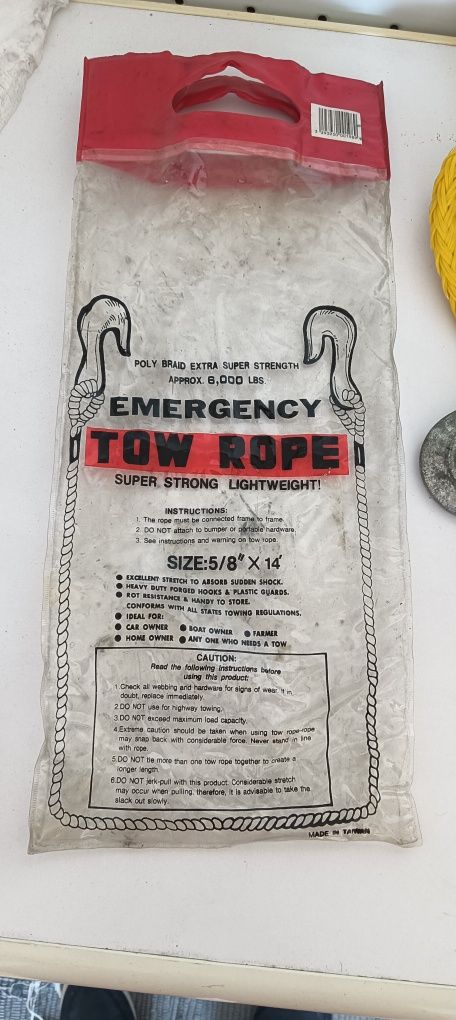 POLY BRAID EXTRA SUPER STRENGTH
APPROX. 6,000 LBS.
EMERGENCY
TOW ROPE
SUPER STRONG LIGHTWEIGHT!
INSTRUCTIONS:
1. The rope must be connected frame to frame.
2. DO NOT attach to bumper or portable hardware.
3. See instructions and warning on tow rope.
SIZE:5/8" X 14'
● EXCELLENT STRETCH TO ABSORB SUDDEN SHOCK.
● HEAVY DUTY FORGED HOOKS & PLASTIC GUARDS.
● ROT RESISTANCE & HANDY TO STORE.
CONFORMS WITH ALL STATES TOWING REGULATIONS.
● IDEAL FOR:
● CAR OWNER ● BOAT OWNER ● FARMER
● HOME OWNER ● ANY ONE WHO NEEDS A TOW
CAUTION:
Read the following instructions before
using this product:
1.Check all webbing and hardware for signs of wear. If in
doubt, replace immediately.
2.DO NOT use for highway towing.
3.DO NOT exceed maximum load capacity.
4.Extreme caution should be taken when using tow rope-rope
may snap back with considerable force. Never stand in line
with rope.
5.DO NOT tie more than one tow rope together to create a
longer length.
6.DO NOT jerk-pull with this product. Considerable stretch
may occur when pulling, therefore, it is advisable to take the
slack out slowly.
MADE IN TAIWAN